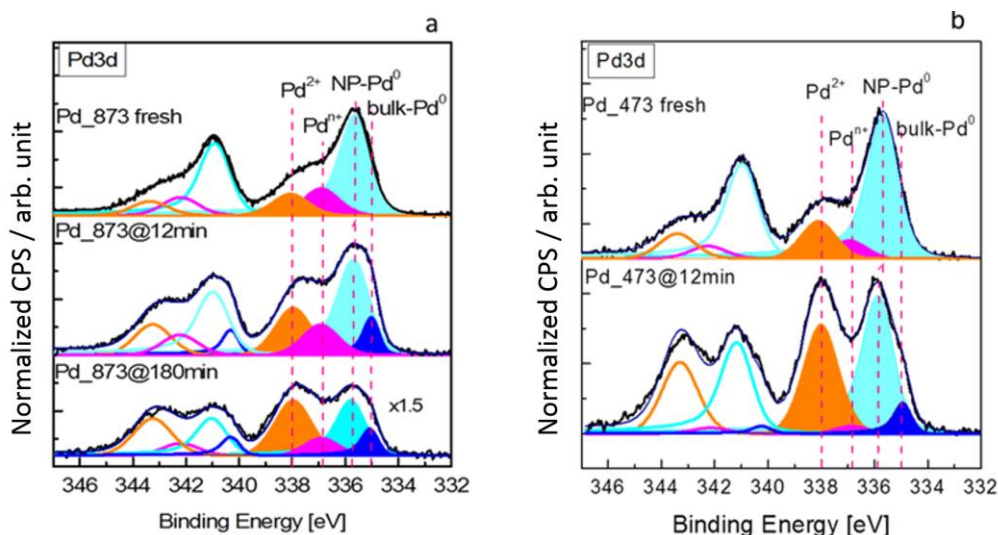 a
Pd3d
Pd²⁺
NP-Pd⁰
Pdⁿ⁺
bulk-Pd⁰
Pd_873 fresh
Pd_873@12min
Pd_873@180min
x1.5
Normalized CPS / arb. unit
346 344 342 340 338 336 334 332
Binding Energy [eV]
b
Pd3d
Pd²⁺
NP-Pd⁰
Pdⁿ⁺
bulk-Pd⁰
Pd_473 fresh
Pd_473@12min
Normalized CPS / arb. unit
346 344 342 340 338 336 334 332
Binding Energy [eV]